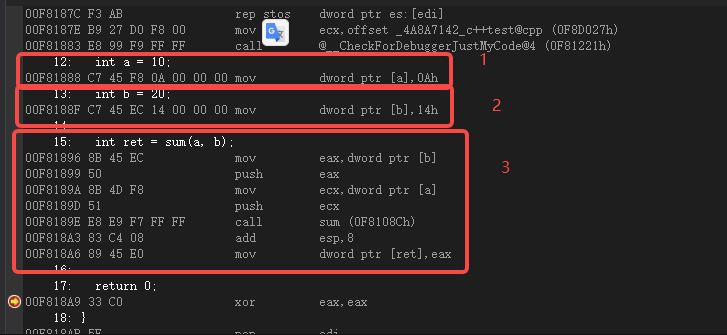 00F8187C F3 AB rep stos dword ptr es:[edi]
00F8187E B9 27 D0 F8 00 mov ecx,offset _4A8A7142_c++test@cpp (0F8D027h)
00F81883 E8 99 F9 FF FF call @__CheckForDebuggerJustMyCode@4 (0F81221h)
12: int a = 10; 1
00F81888 C7 45 F8 0A 00 00 00 mov dword ptr [a],0Ah
13: int b = 20;
00F8188F C7 45 EC 14 00 00 00 mov dword ptr [b],14h 2
14:
15: int ret = sum(a, b);
00F81896 8B 45 EC mov eax,dword ptr [b]
00F81899 50 push eax 3
00F8189A 8B 4D F8 mov ecx,dword ptr [a]
00F8189D 51 push ecx
00F8189E E8 E9 F7 FF FF call sum (0F8108Ch)
00F818A3 83 C4 08 add esp,8
00F818A6 89 45 E0 mov dword ptr [ret],eax
16:
17: return 0;
00F818A9 33 C0 xor eax,eax
18: }
00F818AB 5F pop edi